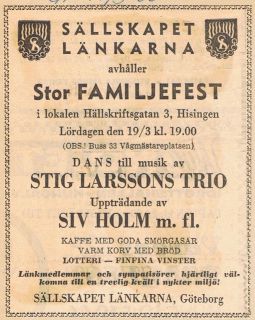 SÄLLSKAPET
LÄNKARNA
avhåller
Stor FAMILJEFEST
i lokalen Hällskriftsgatan 3, Hisingen
Lördagen den 19/3 kl. 19.00
(OBS.! Buss 33 Vågmästareplatsen)
DANS till musik av
STIG LARSSONS TRIO
Uppträdande av
SIV HOLM m. fl.
KAFFE MED GODA SMÖRGÅSAR
VARM KORV MED BRÖD
LOTTERI — FINFINA VINSTER
Länkmedlemmar och sympatisörer hjärtligt väl-
komna till en trevlig kväll i nykter miljö!
SÄLLSKAPET LÄNKARNA, Göteborg